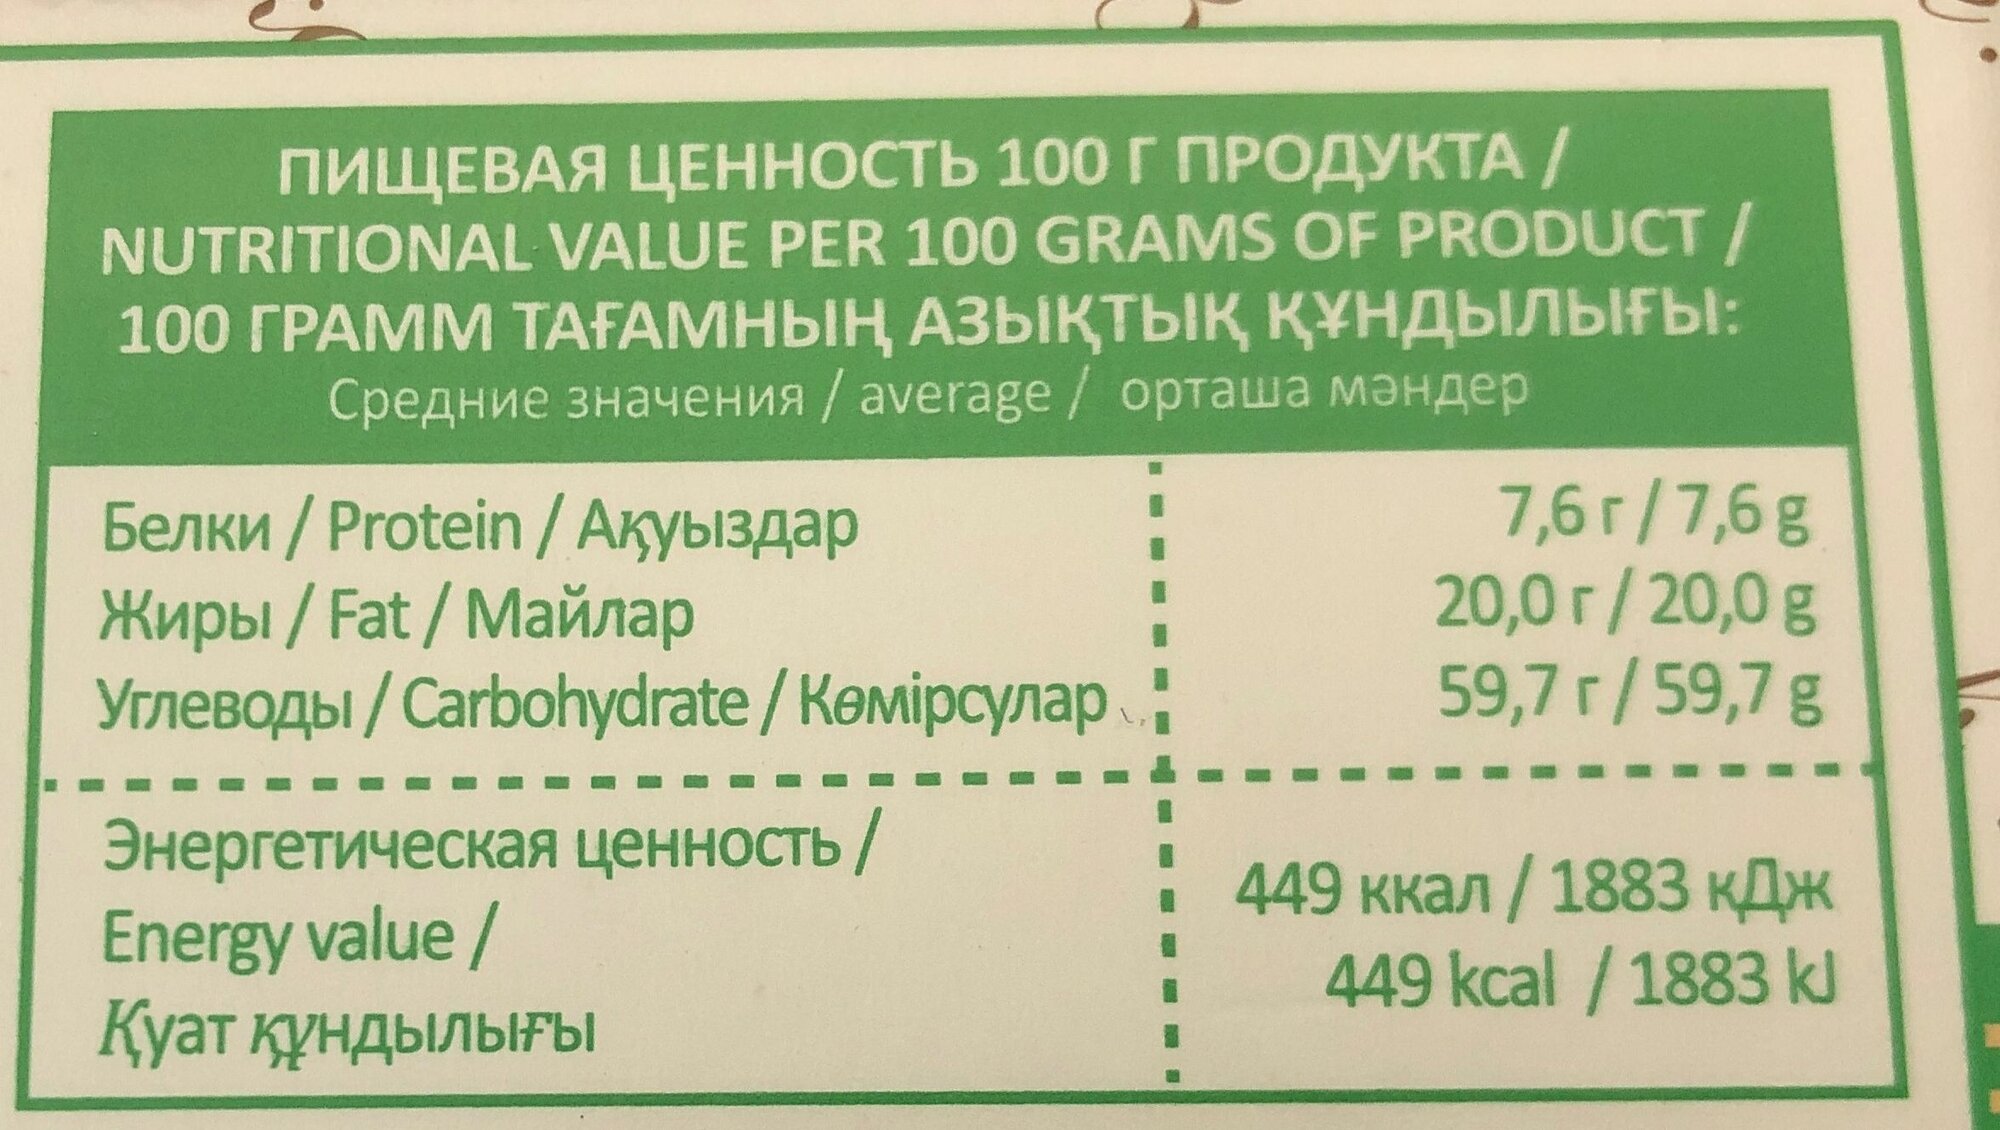 ПИЩЕВАЯ ЦЕННОСТЬ 100 Г ПРОДУКТА /
NUTRITIONAL VALUE PER 100 GRAMS OF PRODUCT /
100 ГРАММ ТАҒАМНЫҢ АЗЫҚТЫҚ ҚҰНДЫЛЫҒЫ:
Средние значения / average / орташа мәндер
Белки / Protein / Ақуыздар 7,6 г / 7,6 g
Жиры / Fat / Майлар 20,0 г / 20,0 g
Углеводы / Carbohydrate / Көмірсулар 59,7 г / 59,7 g
Энергетическая ценность /
Energy value /
Қуат құндылығы
449 ккал / 1883 кДж
449 kcal / 1883 kJ